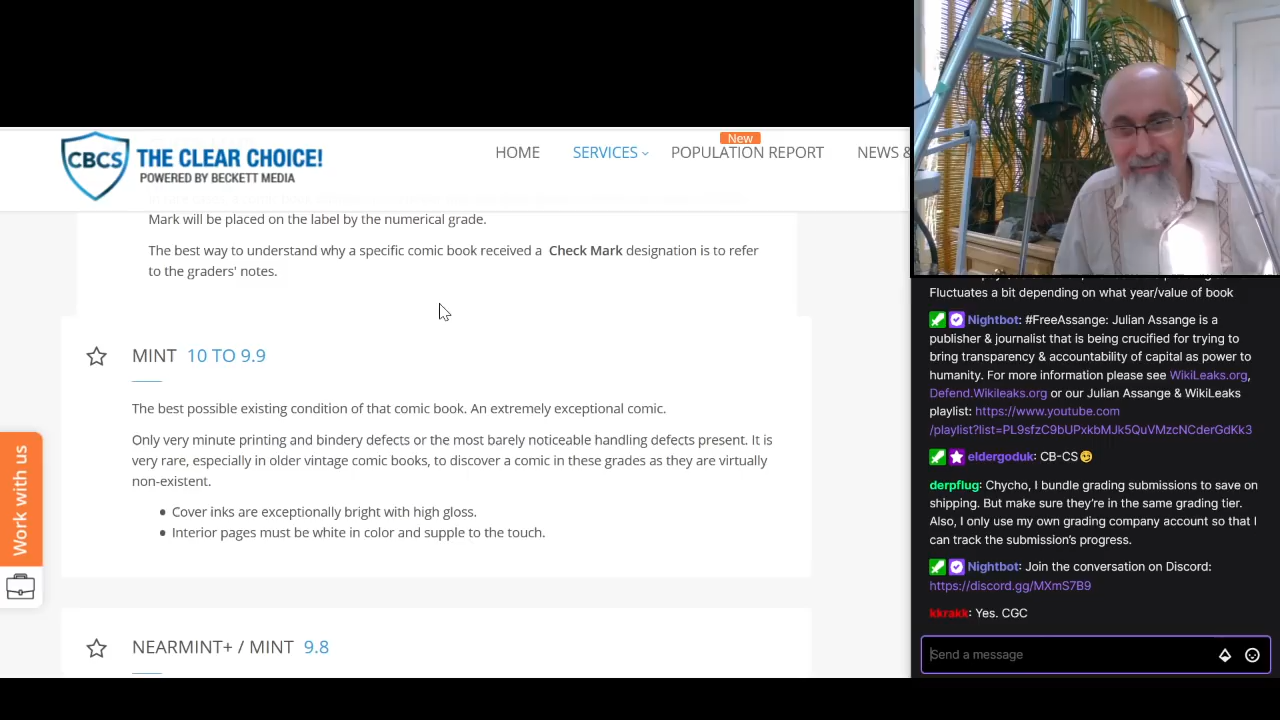 CBCS THE CLEAR CHOICE!
POWERED BY BECKETT MEDIA
HOME
SERVICES
New
POPULATION REPORT
NEWS &
Mark will be placed on the label by the numerical grade.
The best way to understand why a specific comic book received a Check Mark designation is to refer
to the graders' notes.
MINT 10 TO 9.9
The best possible existing condition of that comic book. An extremely exceptional comic.
Only very minute printing and bindery defects or the most barely noticeable handling defects present. It is
very rare, especially in older vintage comic books, to discover a comic in these grades as they are virtually
non-existent.
Cover inks are exceptionally bright with high gloss.
Interior pages must be white in color and supple to the touch.
NEARMINT+ / MINT 9.8
Work with us
Fluctuates a bit depending on what year/value of book
Nightbot: #FreeAssange: Julian Assange is a
publisher & journalist that is being crucified for trying to
bring transparency & accountability of capital as power to
humanity. For more information please see WikiLeaks.org,
Defend.Wikileaks.org or our Julian Assange & WikiLeaks
playlist: https://www.youtube.com
/playlist?list=PL9sfzC9bUPxkbMJk5QuVMzcNCderGdKk3
eldergoduk: CB-CS
derpflug: Chycho, I bundle grading submissions to save on
shipping. But make sure they're in the same grading tier.
Also, I only use my own grading company account so that I
can track the submission's progress.
Nightbot: Join the conversation on Discord:
https://discord.gg/MXmS7B9
kkrakk: Yes. CGC
Send a message